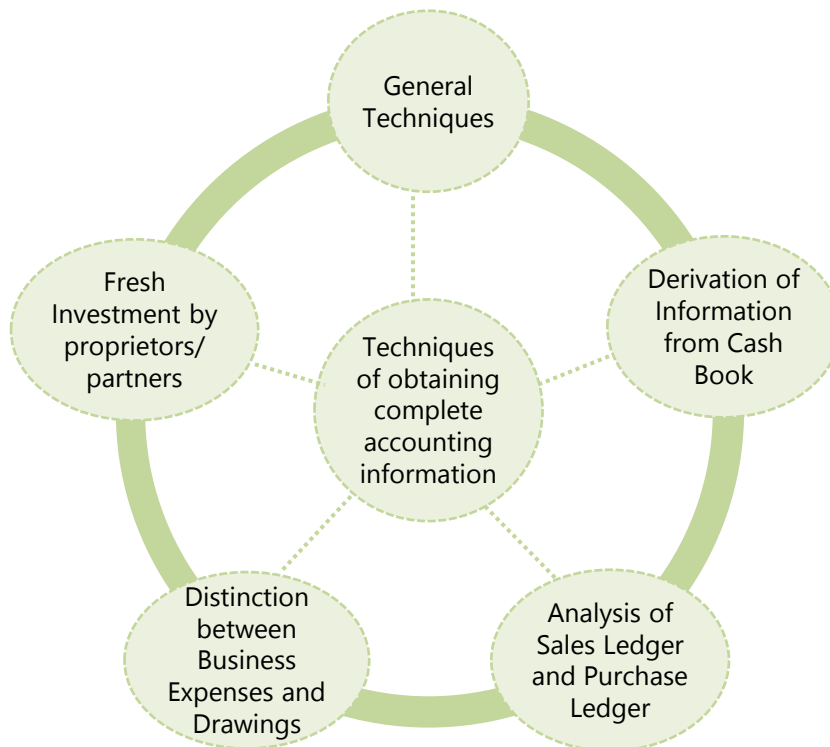 General
Techniques
Derivation of
Information
from Cash
Book
Analysis of
Sales Ledger
and Purchase
Ledger
Distinction
between
Business
Expenses and
Drawings
Fresh
Investment by
proprietors/
partners
Techniques
of obtaining
complete
accounting
information